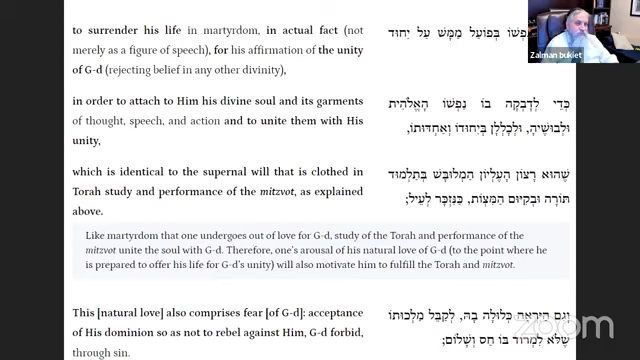 to surrender his life in martyrdom, in actual fact (not
merely as a figure of speech), for his affirmation of the unity
of G-d (rejecting belief in any other divinity),
נַפְשׁוֹ בְּפוֹעַל מַמָּשׁ עַל יִחוּד
Zalman bukiet
in order to attach to Him his divine soul and its garments
of thought, speech, and action and to unite them with His
unity,
כְּדֵי לְדָבְקָה בוֹ נַפְשׁוֹ הָאֱלֹהִית
וּלְבוּשֶׁיהָ, וּלְכָלְלָן בְּיִחוּדוֹ וְאַחְדוּתוֹ,
which is identical to the supernal will that is clothed in
Torah study and performance of the mitzvot, as explained
above.
שֶׁהוּא רָצוֹן הָעֶלְיוֹן הַמְלוּבָּשׁ בְּתַלְמוּד
תּוֹרָה וּבְקִיּוּם הַמִּצְוֹת, כַּנִּזְכָּר לְעֵיל;
Like martyrdom that one undergoes out of love for G-d, study of the Torah and performance of the
mitzvot unite the soul with G-d. Therefore, one's arousal of his natural love of G-d (to the point where he
is prepared to offer his life for G-d's unity) will also motivate him to fulfill the Torah and mitzvot.
This [natural love] also comprises fear [of G-d]: acceptance
of His dominion so as not to rebel against Him, G-d forbid,
through sin.
וְגַם הַיִּרְאָה כְּלוּלָה בָּהּ, לְקַבֵּל מַלְכוּתוֹ
שֶׁלֹּא לִמְרוֹד בּוֹ חַס וְשָׁלוֹם;
zoom